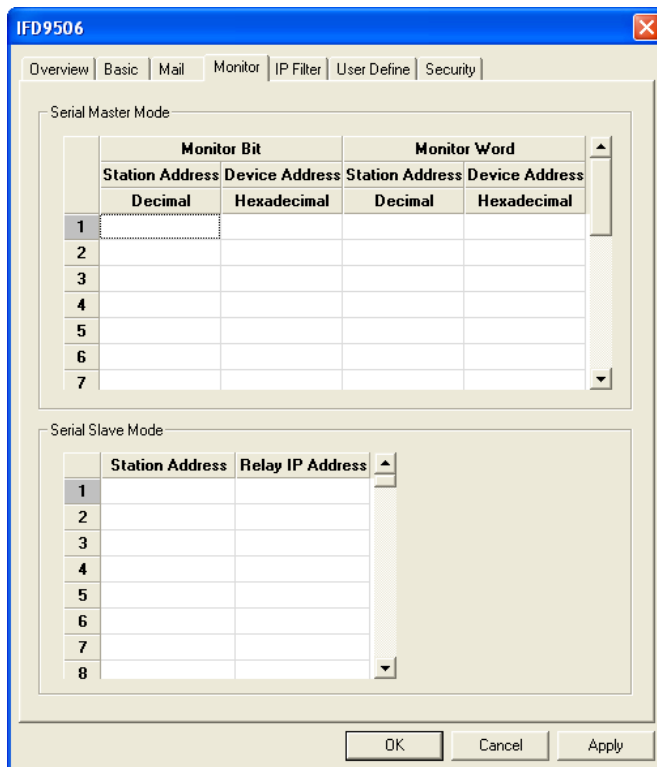 IFD9506
Overview Basic Mail Monitor IP Filter User Define Security
Serial Master Mode
Monitor Bit Monitor Word
Station Address Device Address Station Address Device Address
Decimal Hexadecimal Decimal Hexadecimal
1
2
3
4
5
6
7
Serial Slave Mode
Station Address Relay IP Address
1
2
3
4
5
6
7
8
OK Cancel Apply